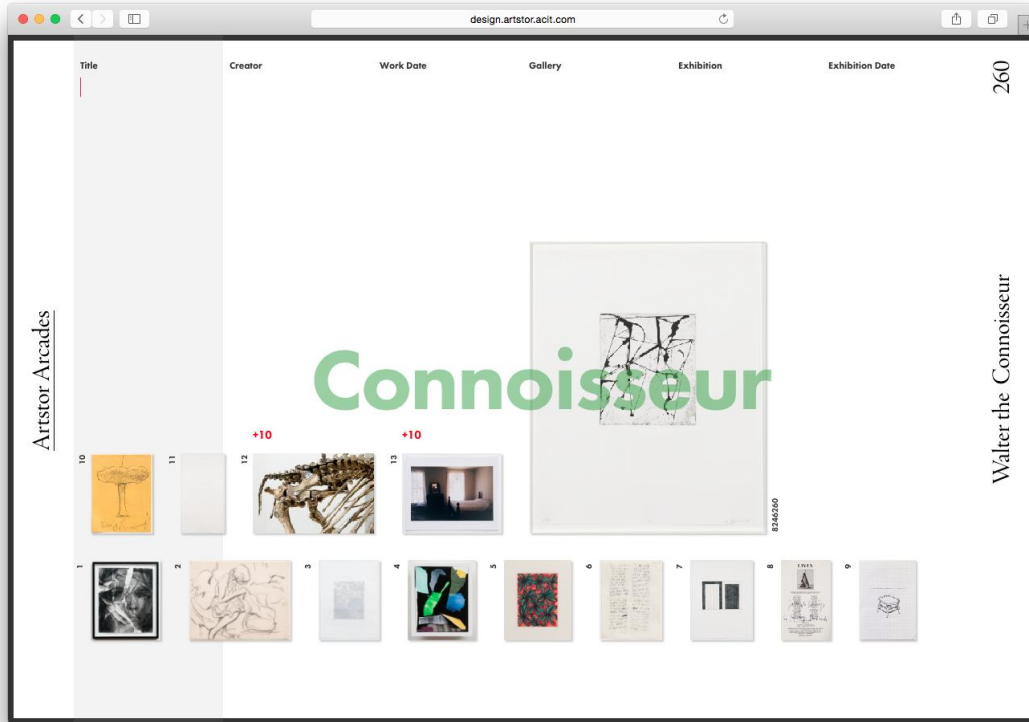 design.artstor.acit.com
Title
Creator
Work Date
Gallery
Exhibition
Exhibition Date
260
Artstor Arcades
Walter the Connoisseur
Connoisseur
+10
+10
10
11
12
13
8246260
1
2
3
4
5
6
7
8
9